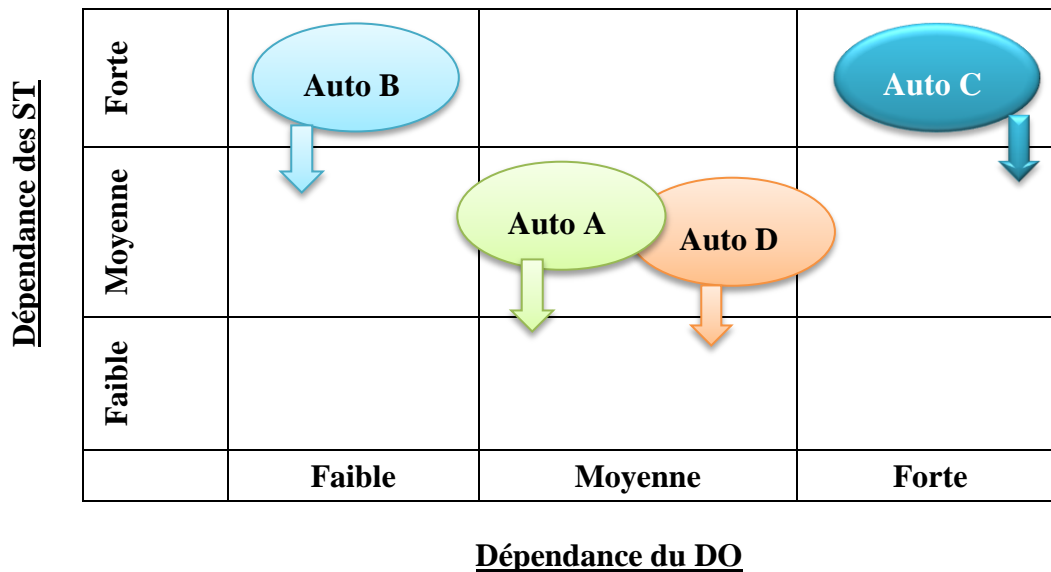 Dépendance des ST
Forte
Auto B
Auto C
Moyenne
Auto A
Auto D
Faible
Faible
Moyenne
Forte
Dépendance du DO